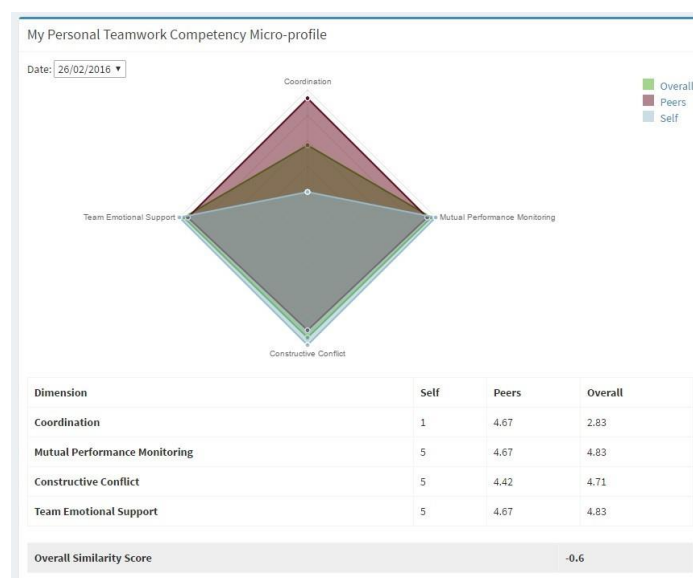 My Personal Teamwork Competency Micro-profile
Date: 26/02/2016
Coordination
Overall
Peers
Self
Team Emotional Support
Mutual Performance Monitoring
Constructive Conflict
Dimension Self Peers Overall
Coordination 1 4.67 2.83
Mutual Performance Monitoring 5 4.67 4.83
Constructive Conflict 5 4.42 4.71
Team Emotional Support 5 4.67 4.83
Overall Similarity Score -0.6